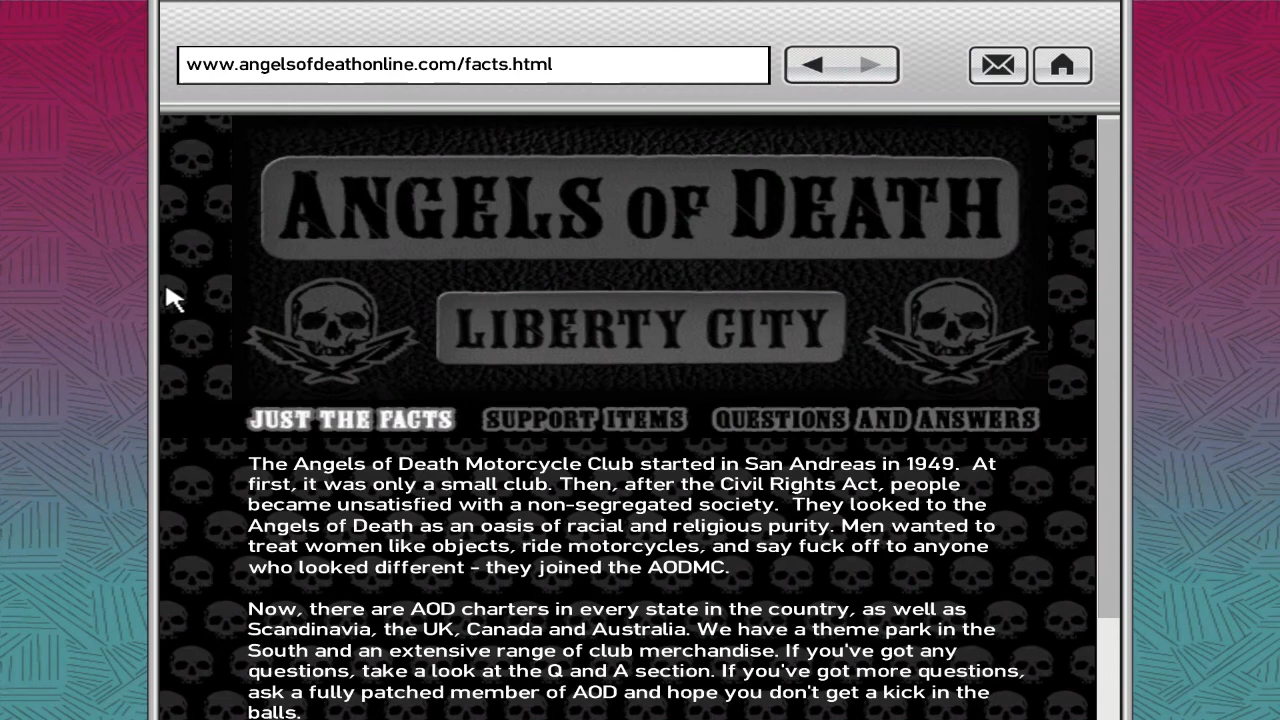 www.angelsofdeathonline.com/facts.html
ANGELS OF DEATH
LIBERTY CITY
JUST THE FACTS SUPPORT ITEMS QUESTIONS AND ANSWERS
The Angels of Death Motorcycle Club started in San Andreas in 1949.  At
first, it was only a small club. Then, after the Civil Rights Act, people
became unsatisfied with a non-segregated society.  They looked to the
Angels of Death as an oasis of racial and religious purity. Men wanted to
treat women like objects, ride motorcycles, and say fuck off to anyone
who looked different - they joined the AODMC.
Now, there are AOD charters in every state in the country, as well as
Scandinavia, the UK, Canada and Australia. We have a theme park in the
South and an extensive range of club merchandise. If you've got any
questions, take a look at the Q and A section. If you've got more questions,
ask a fully patched member of AOD and hope you don't get a kick in the
balls.